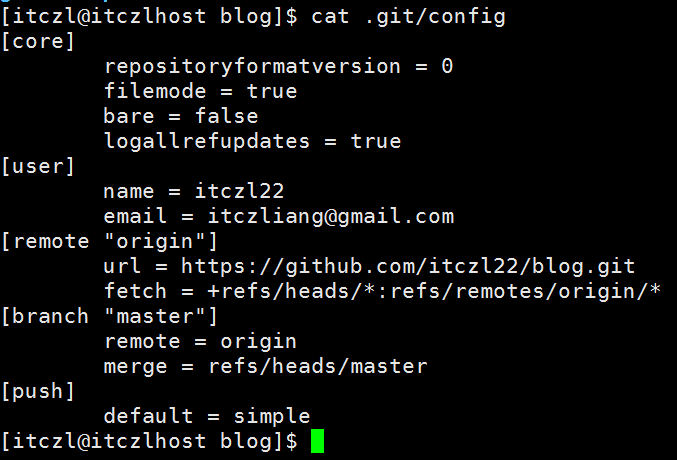 [itczl@itczlhost blog]$ cat .git/config
[core]
        repositoryformatversion = 0
        filemode = true
        bare = false
        logallrefupdates = true
[user]
        name = itczl22
        email = itczliang@gmail.com
[remote "origin"]
        url = https://github.com/itczl22/blog.git
        fetch = +refs/heads/*:refs/remotes/origin/*
[branch "master"]
        remote = origin
        merge = refs/heads/master
[push]
        default = simple
[itczl@itczlhost blog]$